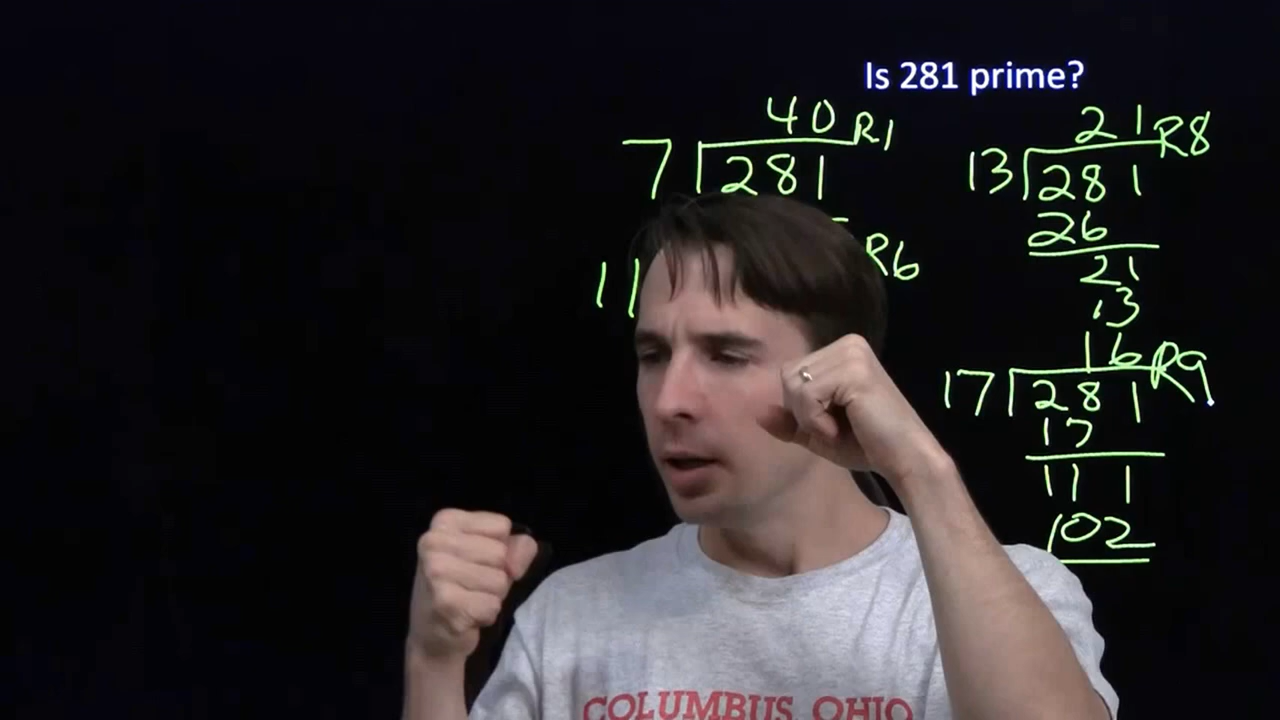 Is 281 prime?
40 R1
7 281
R6
11
21 R8
13 281
26
21
13
16 R9
17 281
17
111
102
COLUMBUS, OHIO